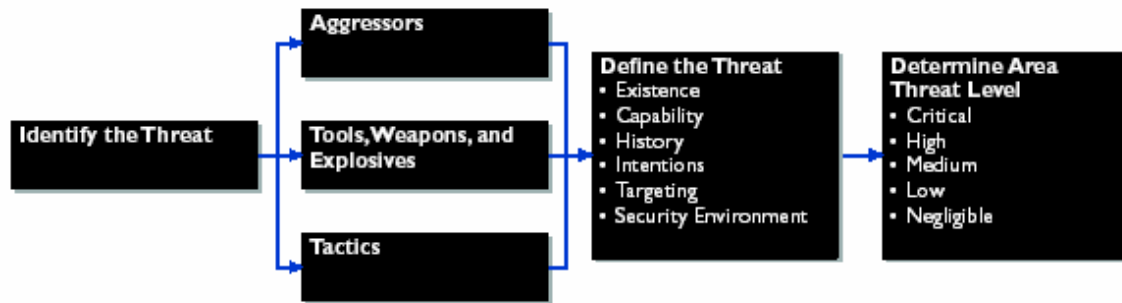 Identify the Threat
Aggressors
Tools, Weapons, and
Explosives
Tactics
Define the Threat
• Existence
• Capability
• History
• Intentions
• Targeting
• Security Environment
Determine Area
Threat Level
• Critical
• High
• Medium
• Low
• Negligible